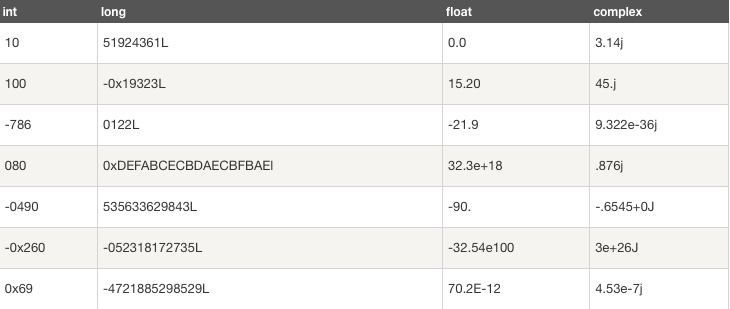 int long float complex
10 51924361L 0.0 3.14j
100 -0x19323L 15.20 45.j
-786 0122L -21.9 9.322e-36j
080 0xDEFABCECBDAECBFBAEl 32.3e+18 .876j
-0490 535633629843L -90. -.6545+0J
-0x260 -052318172735L -32.54e100 3e+26J
0x69 -4721885298529L 70.2E-12 4.53e-7j